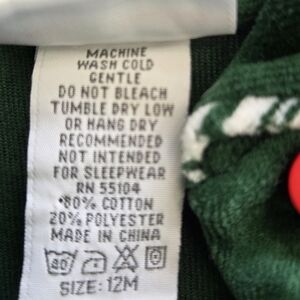 MACHINE
WASH COLD
GENTLE
DO NOT BLEACH
TUMBLE DRY LOW
OR HANG DRY
RECOMMENDED
NOT INTENDED
FOR SLEEPWEAR
RN 55104
80% COTTON
20% POLYESTER
MADE IN CHINA
SIZE: 12M